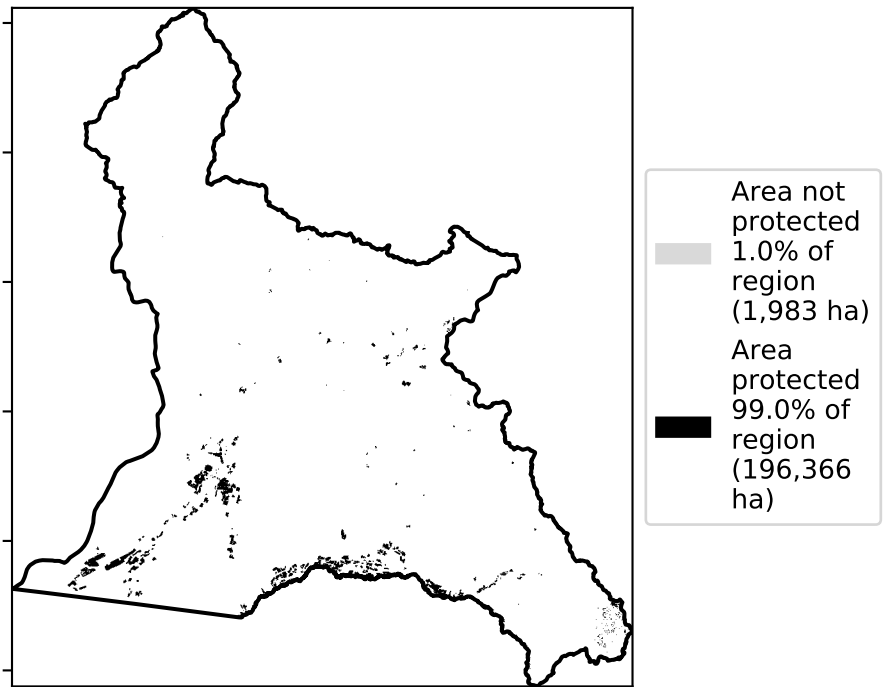 Area not
protected
1.0% of
region
(1,983 ha)
Area
protected
99.0% of
region
(196,366
ha)